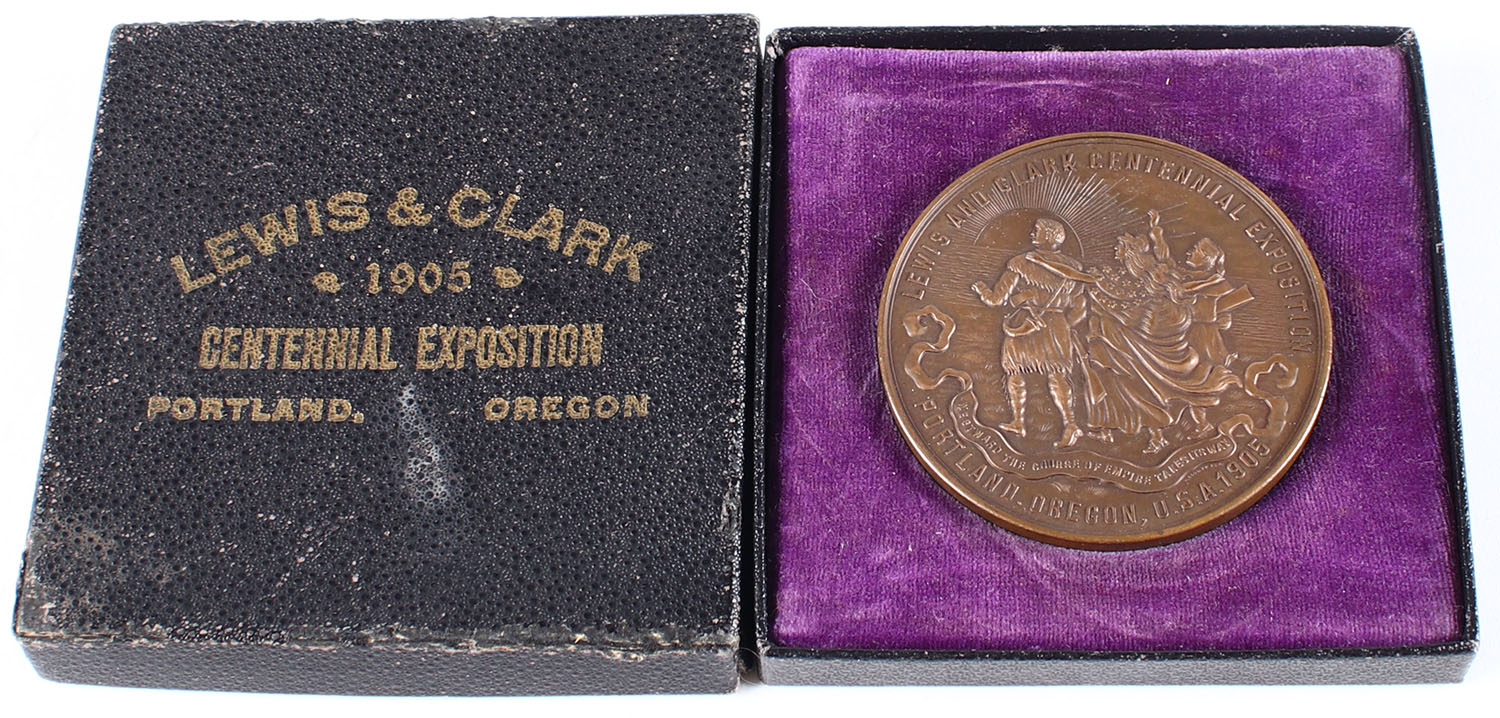 LEWIS & CLARK
1905
CENTENNIAL EXPOSITION
PORTLAND, OREGON
LEWIS AND CLARK CENTENNIAL EXPOSITION
WESTWARD THE COURSE OF EMPIRE TAKES ITS WAY
PORTLAND, OREGON, U.S.A. 1905